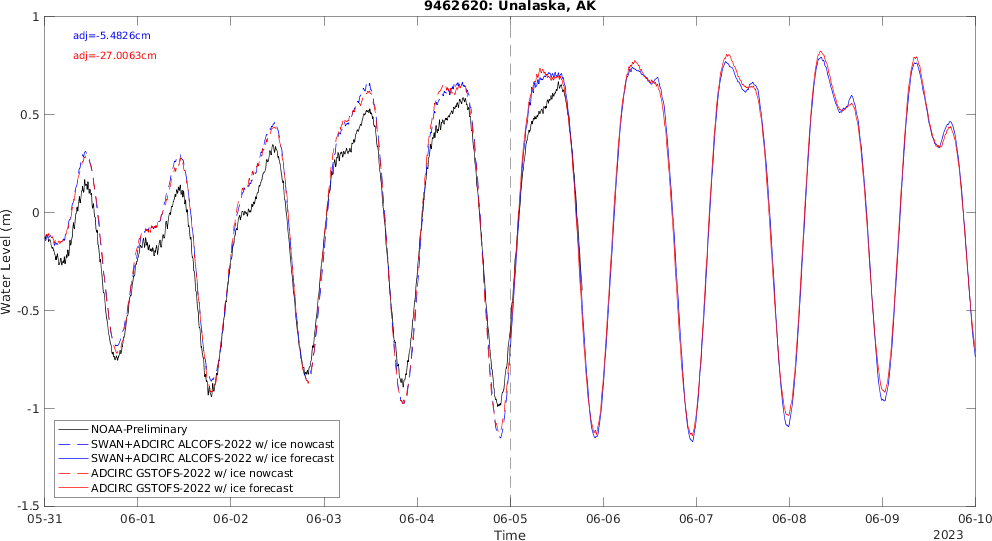 9462620: Unalaska, AK
adj=-5.4826cm
adj=-27.0063cm
Water Level (m)
1
0.5
0
-0.5
-1
-1.5
NOAA-Preliminary
SWAN+ADCIRC ALCOFS-2022 w/ ice nowcast
SWAN+ADCIRC ALCOFS-2022 w/ ice forecast
ADCIRC GSTOFS-2022 w/ ice nowcast
ADCIRC GSTOFS-2022 w/ ice forecast
05-31 06-01 06-02 06-03 06-04 06-05 06-06 06-07 06-08 06-09 06-10
Time
2023